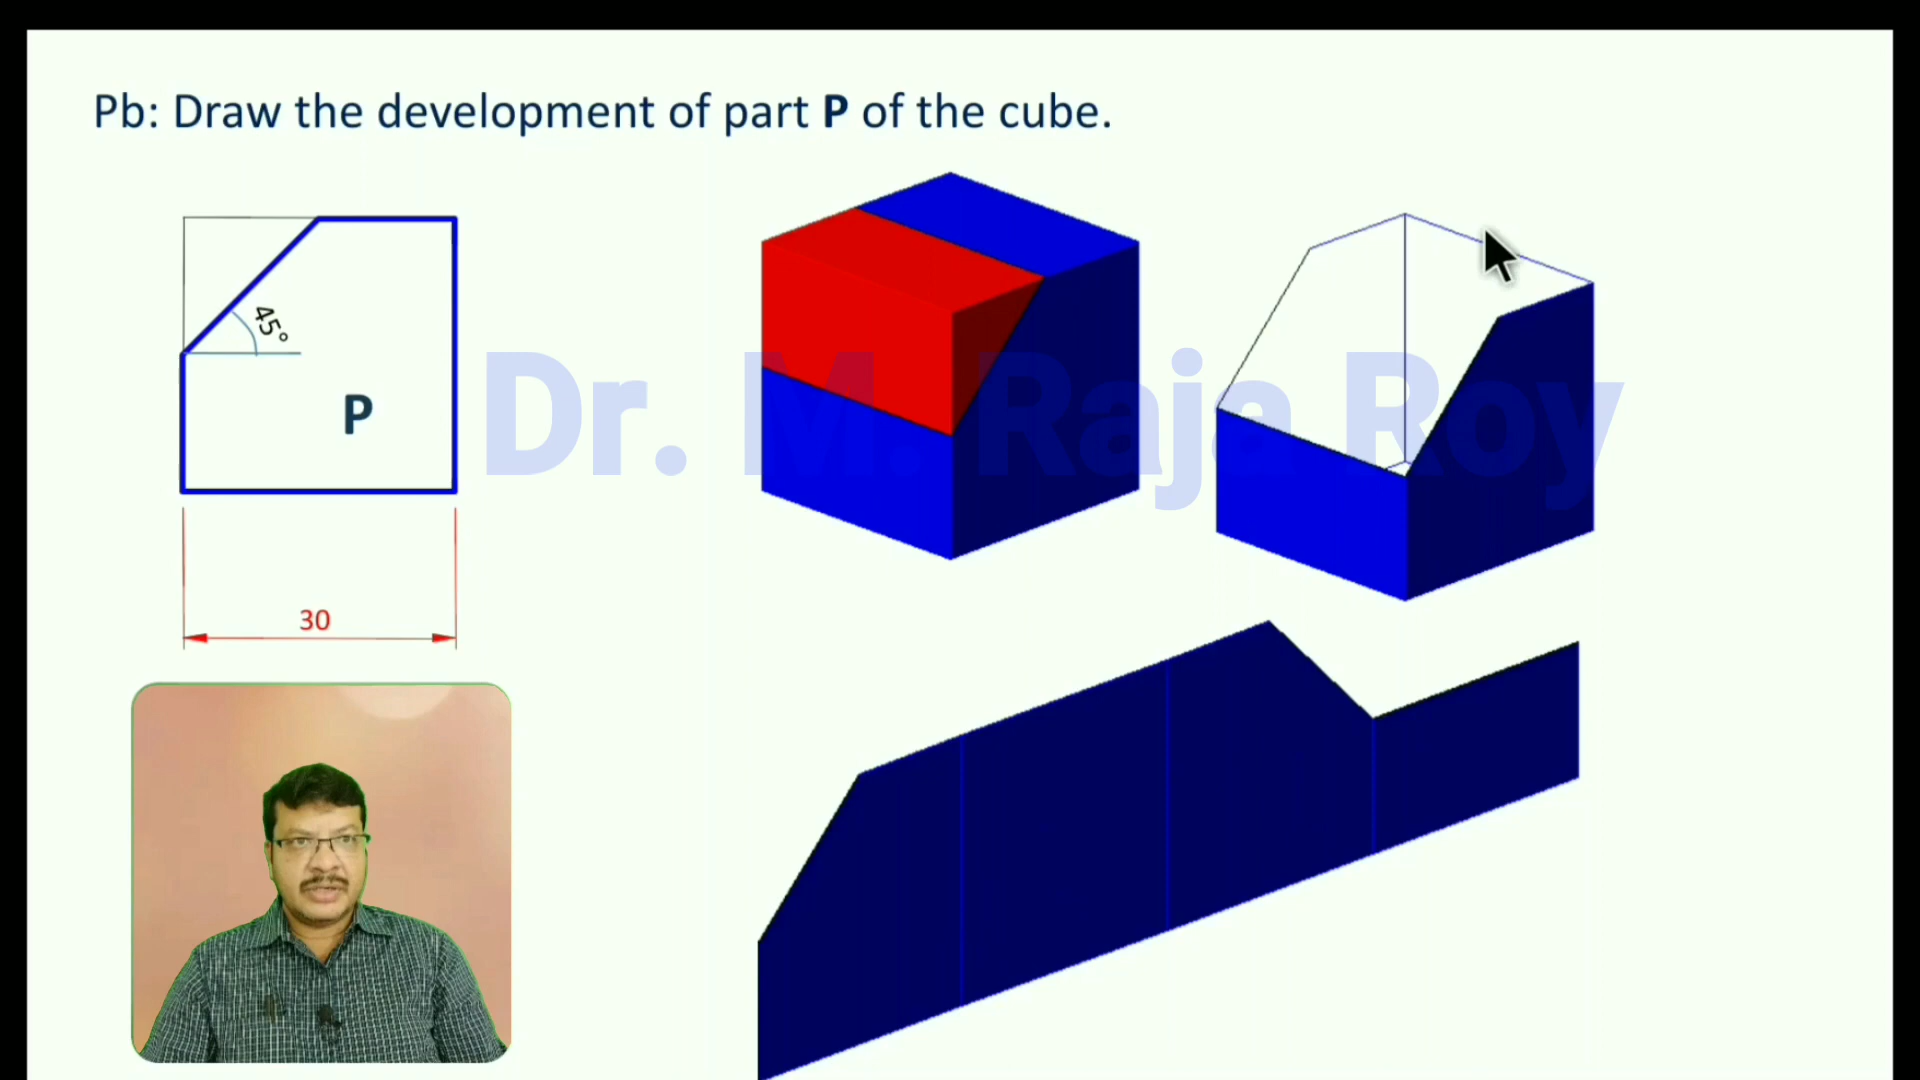 Pb: Draw the development of part P of the cube.
45°
P
Dr. M. Raja Roy
30